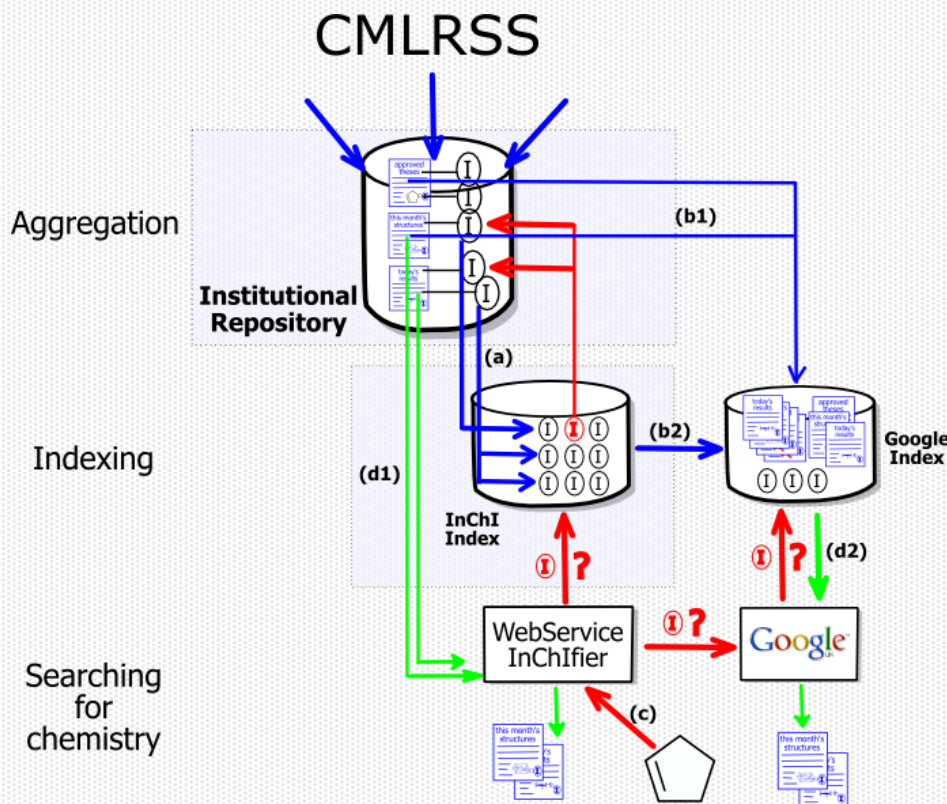 CMLRSS
Aggregation
approved
theses
I
I
this month's
structures
I
today's
results
I
I
Institutional
Repository
(b1)
(a)
Indexing
(d1)
I I I
I I I
I I I
InChI
Index
(b2)
today's
results
approved
theses
this month's
struct
today's
results
I I I
Google
Index
I ?
I ?
(d2)
WebService
InChIfier
I ?
Google
UK
Searching
for
chemistry
(c)
this month's
structures
this month's
structures